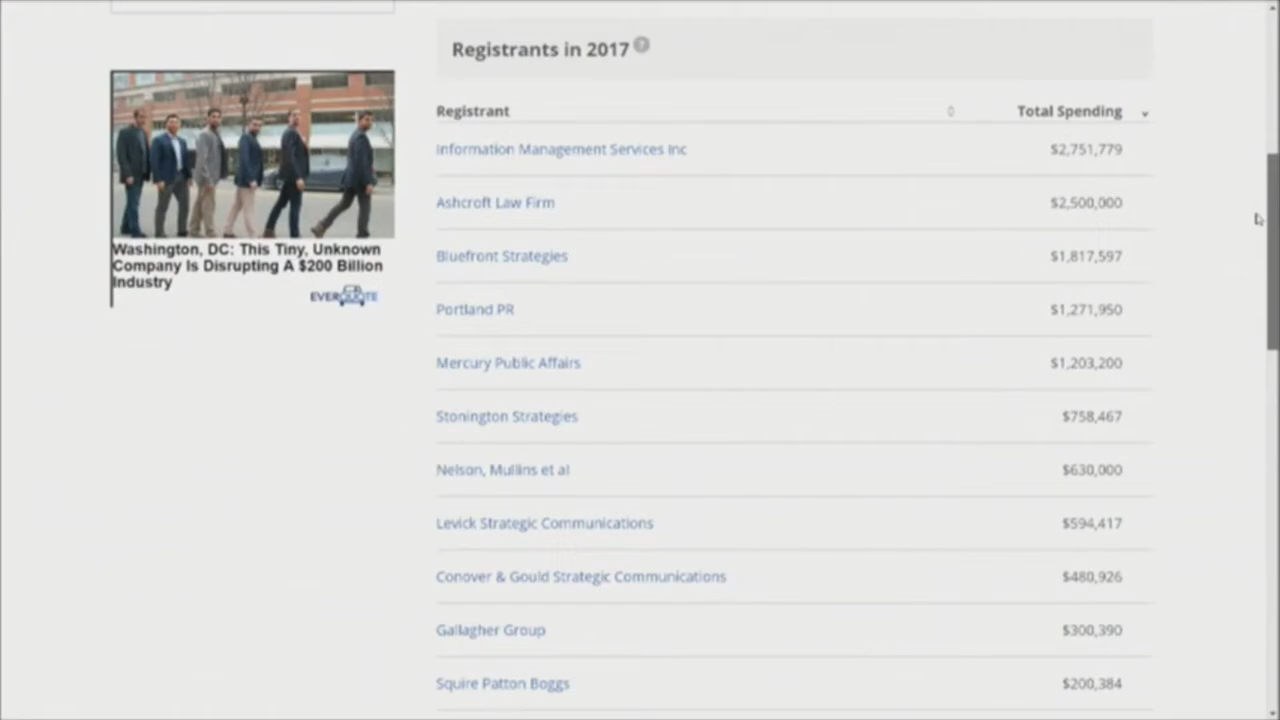 Registrants in 2017 ?
Registrant Total Spending
Information Management Services Inc $2,751,779
Ashcroft Law Firm $2,500,000
Bluefront Strategies $1,817,597
Portland PR $1,271,950
Mercury Public Affairs $1,203,200
Stonington Strategies $758,467
Nelson, Mullins et al $630,000
Levick Strategic Communications $594,417
Conover & Gould Strategic Communications $480,926
Gallagher Group $300,390
Squire Patton Boggs $200,384
Washington, DC: This Tiny, Unknown
Company Is Disrupting A $200 Billion
Industry
EVERQUOTE